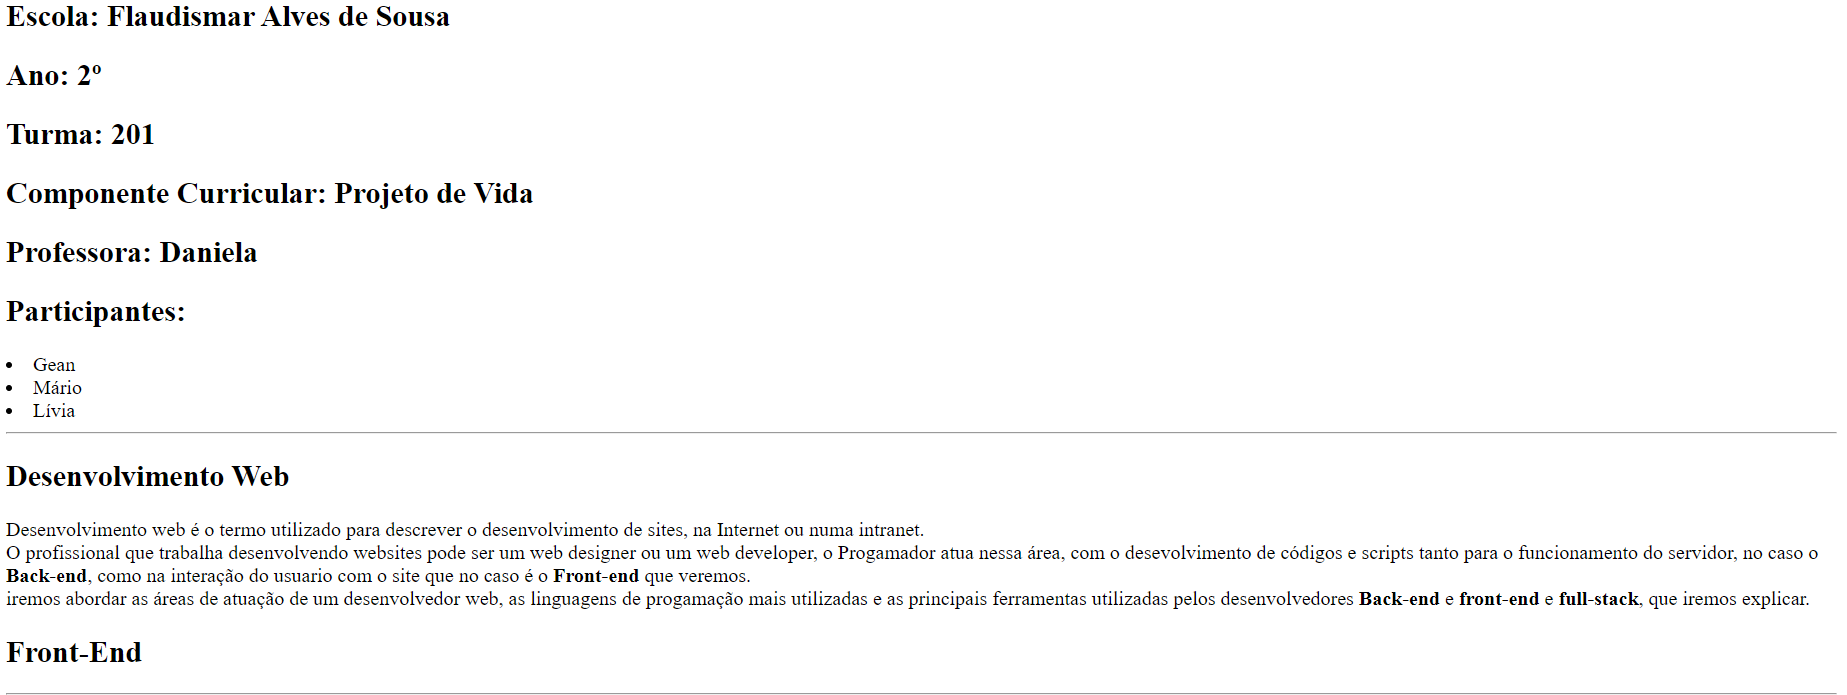 Escola: Flaudismar Alves de Sousa
Ano: 2º
Turma: 201
Componente Curricular: Projeto de Vida
Professora: Daniela
Participantes:
• Gean
• Mário
• Lívia
Desenvolvimento Web
Desenvolvimento web é o termo utilizado para descrever o desenvolvimento de sites, na Internet ou numa intranet.
O profissional que trabalha desenvolvendo websites pode ser um web designer ou um web developer, o Progamador atua nessa área, com o desevolvimento de códigos e scripts tanto para o funcionamento do servidor, no caso o
Back-end, como na interação do usuario com o site que no caso é o Front-end que veremos.
iremos abordar as áreas de atuação de um desenvolvedor web, as linguagens de progamação mais utilizadas e as principais ferramentas utilizadas pelos desenvolvedores Back-end e front-end e full-stack, que iremos explicar.
Front-End